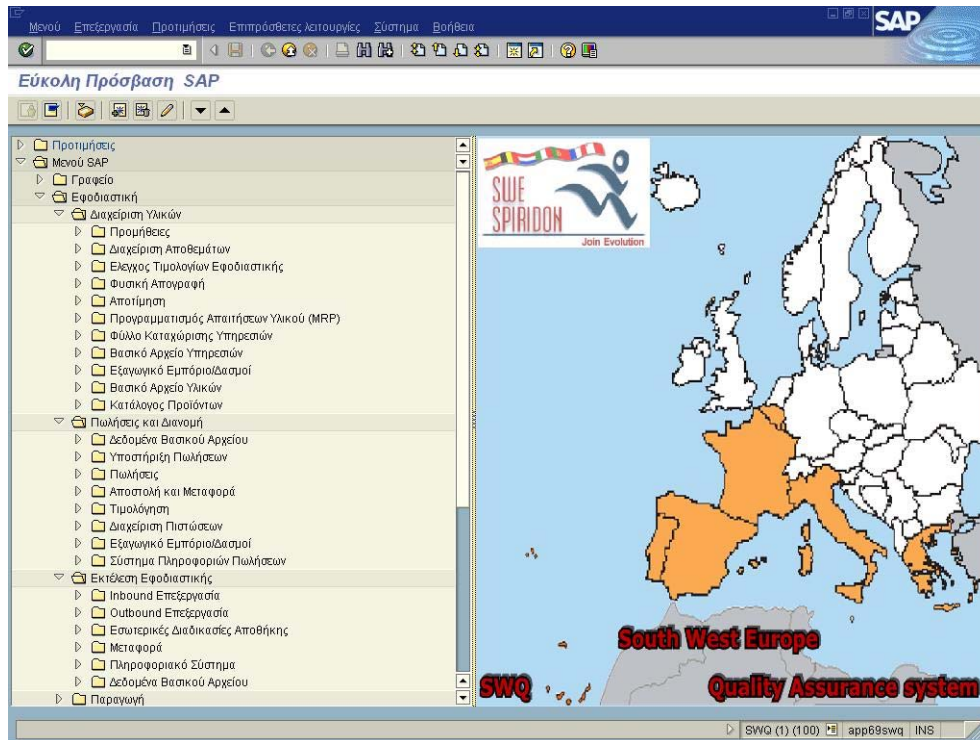 Μενού Επεξεργασία Προτιμήσεις Επιπρόσθετες λειτουργίες Σύστημα Βοήθεια
SAP
Εύκολη Πρόσβαση SAP
Προτιμήσεις
Μενού SAP
Γραφείο
Εφοδιαστική
Διαχείριση Υλικών
Προμήθειες
Διαχείριση Αποθεμάτων
Ελεγχος Τιμολογίων Εφοδιαστικής
Φυσική Απογραφή
Αποτίμηση
Προγραμματισμός Απαιτήσεων Υλικού (MRP)
Φύλλο Καταχώρισης Υπηρεσιών
Βασικό Αρχείο Υπηρεσιών
Εξαγωγικό Εμπόριο/Δασμοί
Βασικό Αρχείο Υλικών
Κατάλογος Προϊόντων
Πωλήσεις και Διανομή
Δεδομένα Βασικού Αρχείου
Υποστήριξη Πωλήσεων
Πωλήσεις
Αποστολή και Μεταφορά
Τιμολόγηση
Διαχείριση Πιστώσεων
Εξαγωγικό Εμπόριο/Δασμοί
Σύστημα Πληροφοριών Πωλήσεων
Εκτέλεση Εφοδιαστικής
Inbound Επεξεργασία
Outbound Επεξεργασία
Εσωτερικές Διαδικασίες Αποθήκης
Μεταφορά
Πληροφοριακό Σύστημα
Δεδομένα Βασικού Αρχείου
Παραγωγή
SWE
SPIRIDON
Join Evolution
South West Europe
SWQ Quality Assurance system
SWQ (1) (100) app69swq INS